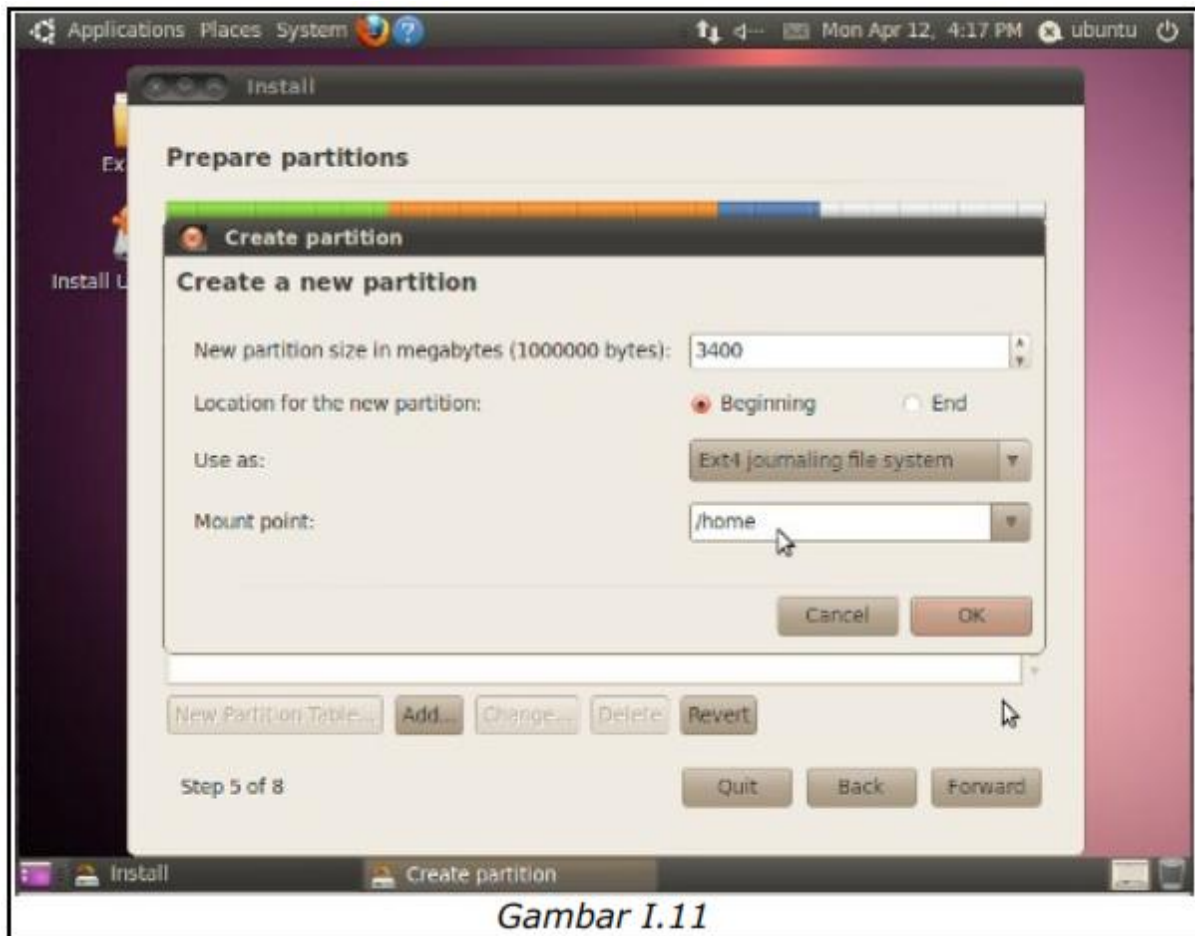 Applications Places System Mon Apr 12, 4:17 PM ubuntu
Install
Prepare partitions
Ex
Create partition
Create a new partition
Install U
New partition size in megabytes (1000000 bytes): 3400
Location for the new partition: Beginning End
Use as: Ext4 journaling file system
Mount point: /home
Cancel OK
New Partition Table... Add... Change... Delete Revert
Step 5 of 8 Quit Back Forward
Install Create partition
Gambar I.11